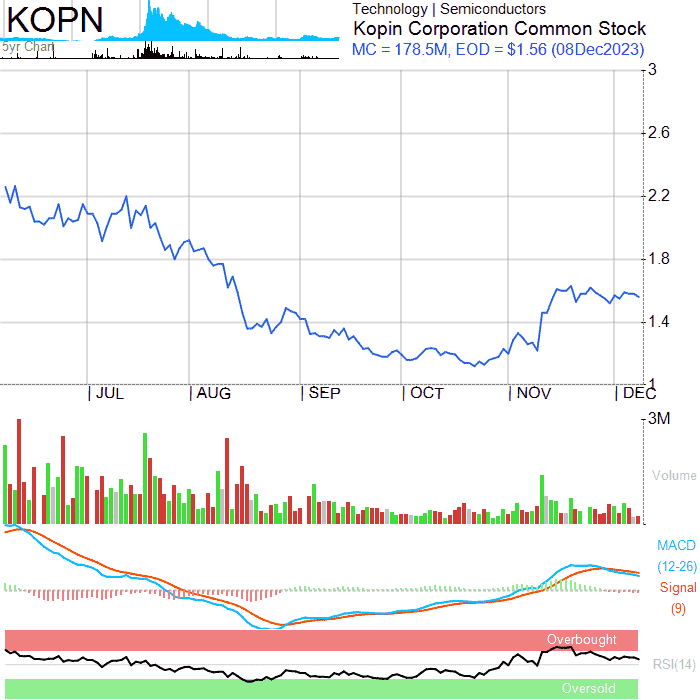 KOPN
5yr Chart
Technology | Semiconductors
Kopin Corporation Common Stock
MC = 178.5M, EOD = $1.56 (08Dec2023)
3
2.6
2.2
1.8
1.4
1
JUL
AUG
SEP
OCT
NOV
DEC
3M
Volume
MACD
(12-26)
Signal
(9)
Overbought
RSI(14)
Oversold